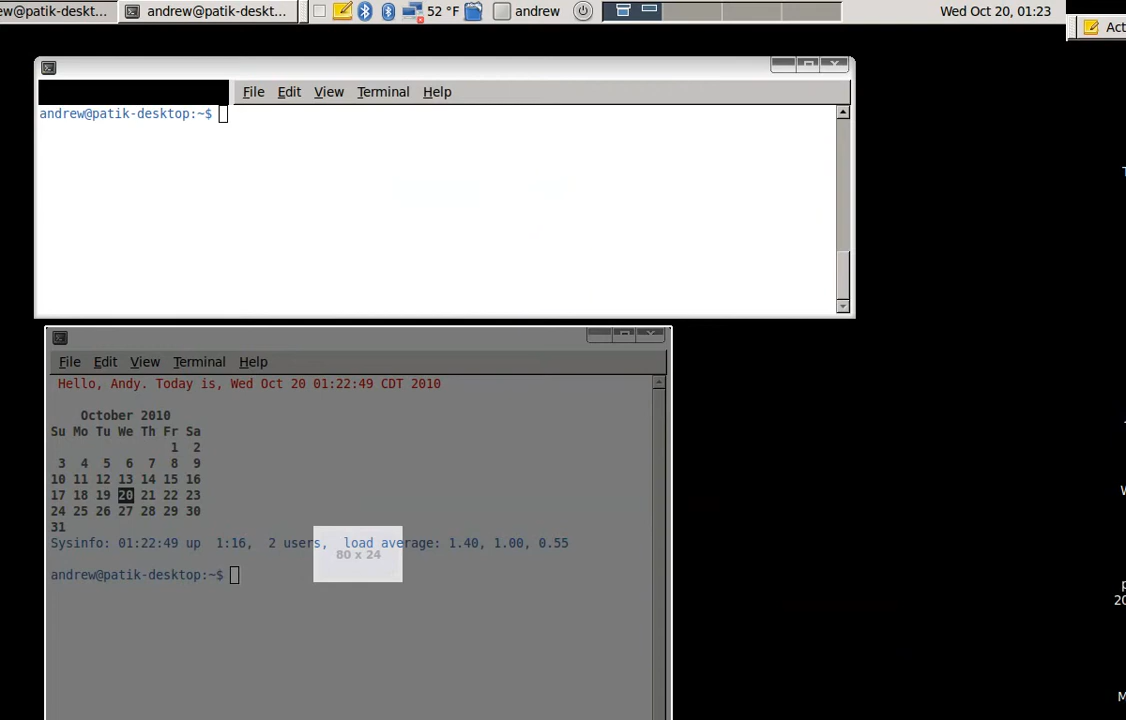 ew@patik-deskt... andrew@patik-deskt... 52 °F andrew Wed Oct 20, 01:23
Act
File Edit View Terminal Help
andrew@patik-desktop:~$
File Edit View Terminal Help
Hello, Andy. Today is, Wed Oct 20 01:22:49 CDT 2010
October 2010
Su Mo Tu We Th Fr Sa
1 2
3 4 5 6 7 8 9
10 11 12 13 14 15 16
17 18 19 20 21 22 23
24 25 26 27 28 29 30
31
Sysinfo: 01:22:49 up 1:16, 2 users, load average: 1.40, 1.00, 0.55
80 x 24
andrew@patik-desktop:~$
20
M